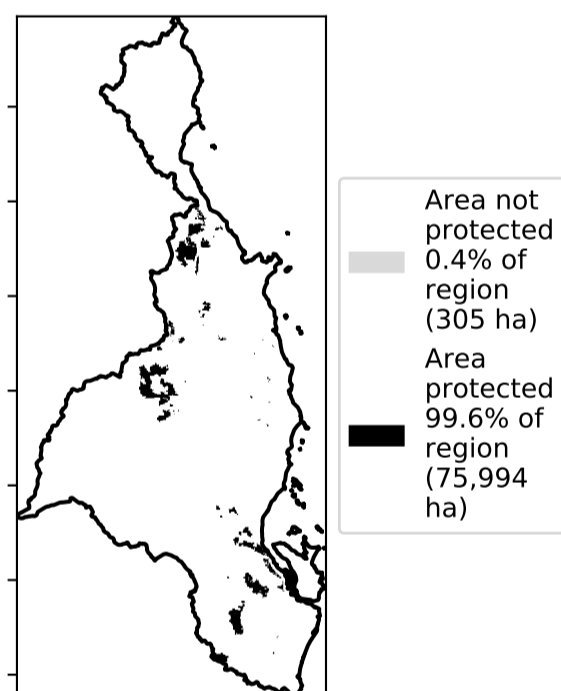 Area not
protected
0.4% of
region
(305 ha)
Area
protected
99.6% of
region
(75,994
ha)